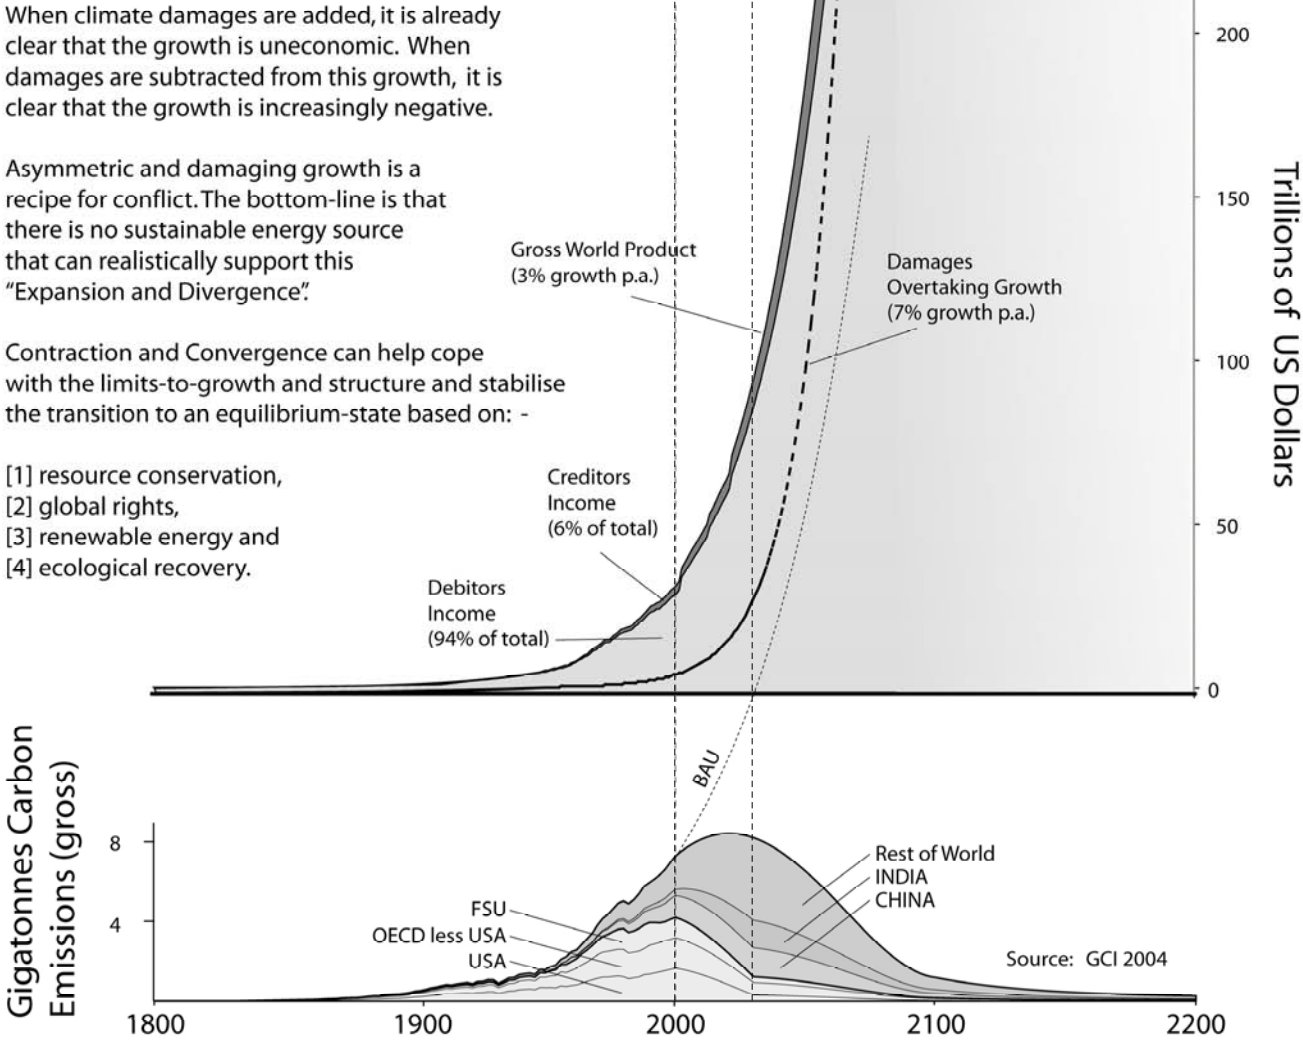 When climate damages are added, it is already
clear that the growth is uneconomic. When
damages are subtracted from this growth, it is
clear that the growth is increasingly negative.
Asymmetric and damaging growth is a
recipe for conflict. The bottom-line is that
there is no sustainable energy source
that can realistically support this
“Expansion and Divergence”.
Contraction and Convergence can help cope
with the limits-to-growth and structure and stabilise
the transition to an equilibrium-state based on: -
[1] resource conservation,
[2] global rights,
[3] renewable energy and
[4] ecological recovery.
Gross World Product
(3% growth p.a.)
Damages
Overtaking Growth
(7% growth p.a.)
Creditors
Income
(6% of total)
Debitors
Income
(94% of total)
200
150
100
50
0
Trillions of US Dollars
BAU
Gigatonnes Carbon
Emissions (gross)
8
4
FSU
OECD less USA
USA
Rest of World
INDIA
CHINA
Source: GCI 2004
1800
1900
2000
2100
2200